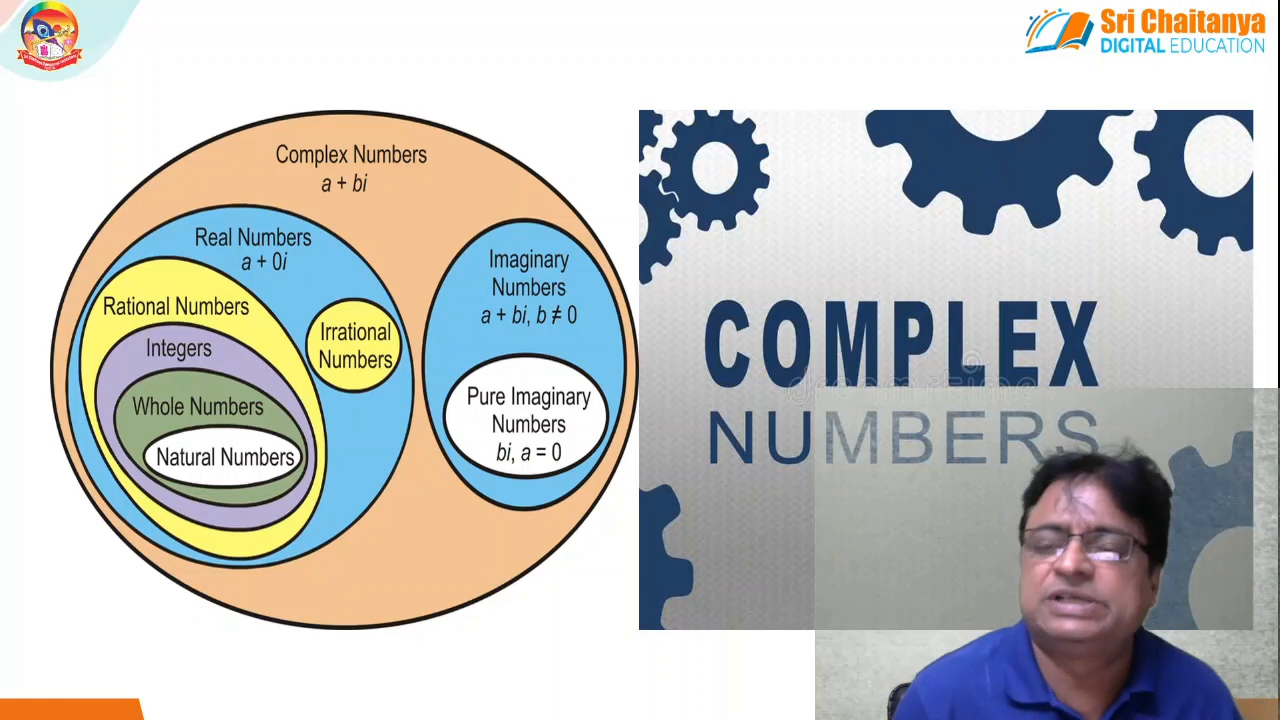 Sri Chaitanya
DIGITAL EDUCATION
Complex Numbers
a + bi
Real Numbers
a + 0i
Rational Numbers
Integers
Whole Numbers
Natural Numbers
Irrational
Numbers
Imaginary
Numbers
a + bi, b ≠ 0
Pure Imaginary
Numbers
bi, a = 0
COMPLEX
dreamstime
NUMBERS